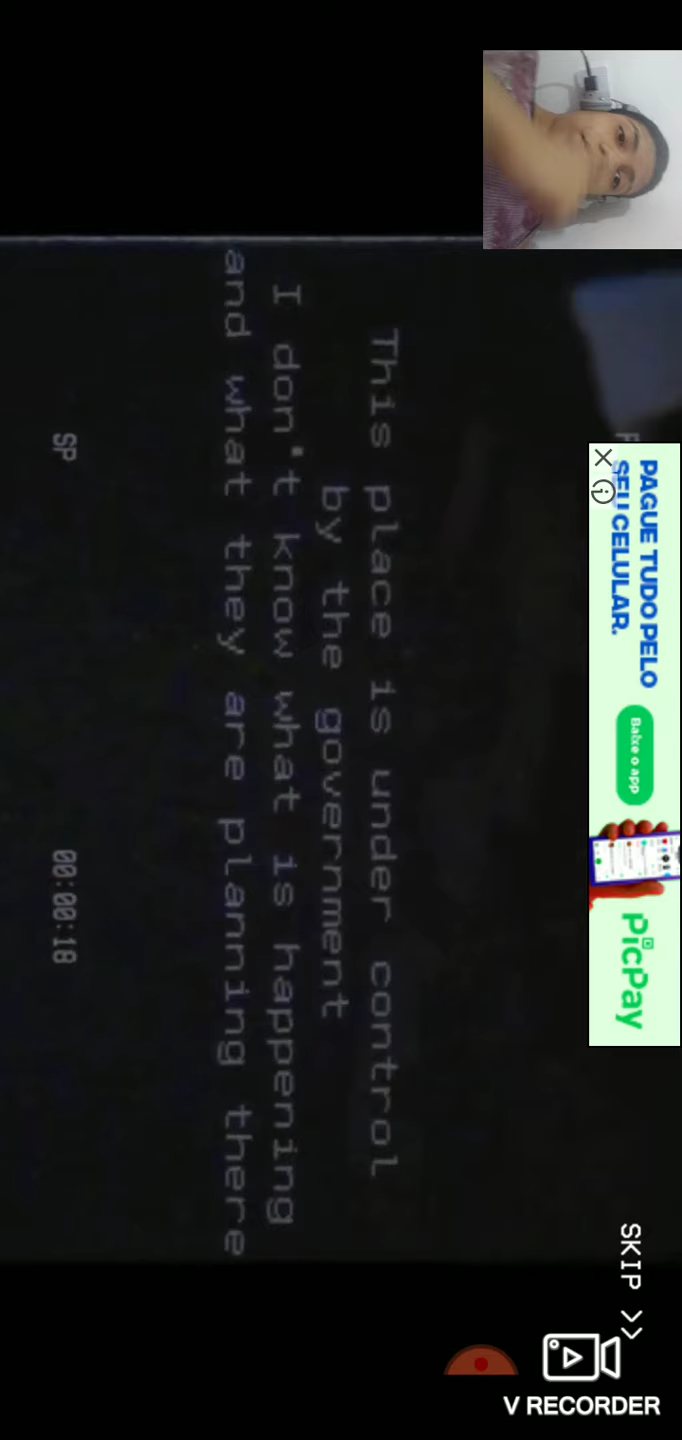 PAGUE TUDO PELO
SEU CELULAR.
Baixe o app
PicPay
SKIP >>
This place is under control
by the government
I don't know what is happening
and what they are planning there
SP
00:00:18
V RECORDER